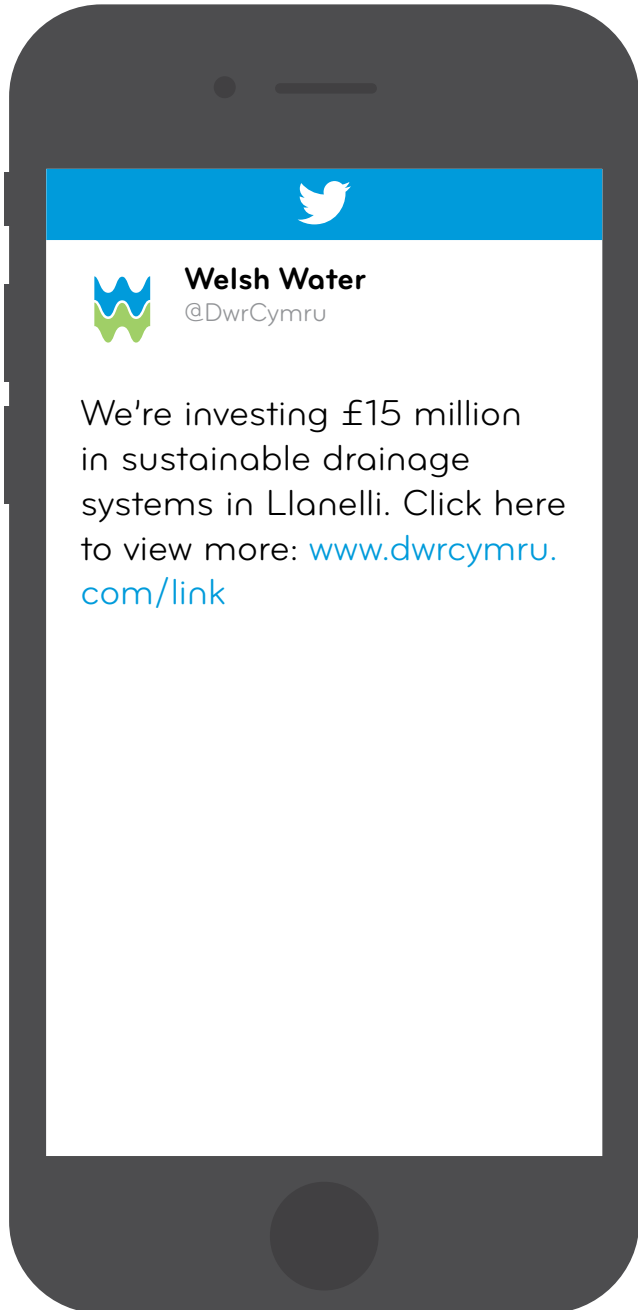 Welsh Water
@DwrCymru
We're investing £15 million
in sustainable drainage
systems in Llanelli. Click here
to view more: www.dwrcymru.
com/link